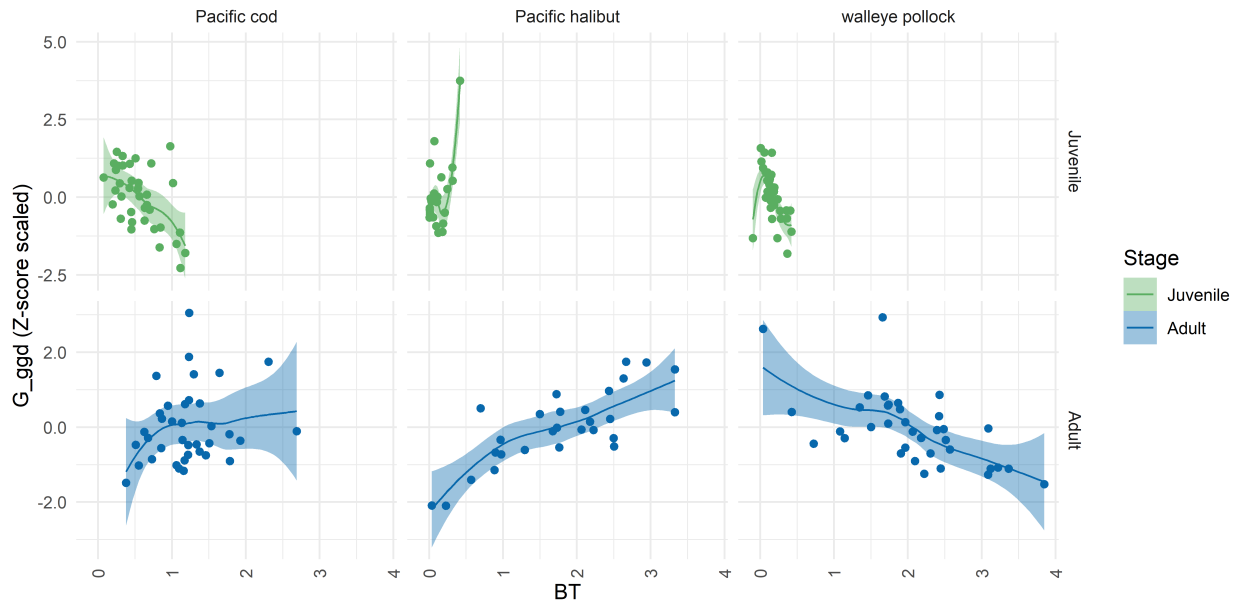 Pacific cod
Pacific halibut
walleye pollock
G_ggd (Z-score scaled)
5.0
2.5
0.0
-2.5
Juvenile
2.0
0.0
-2.0
Adult
0 1 2 3 4
0 1 2 3 4
0 1 2 3 4
BT
Stage
Juvenile
Adult